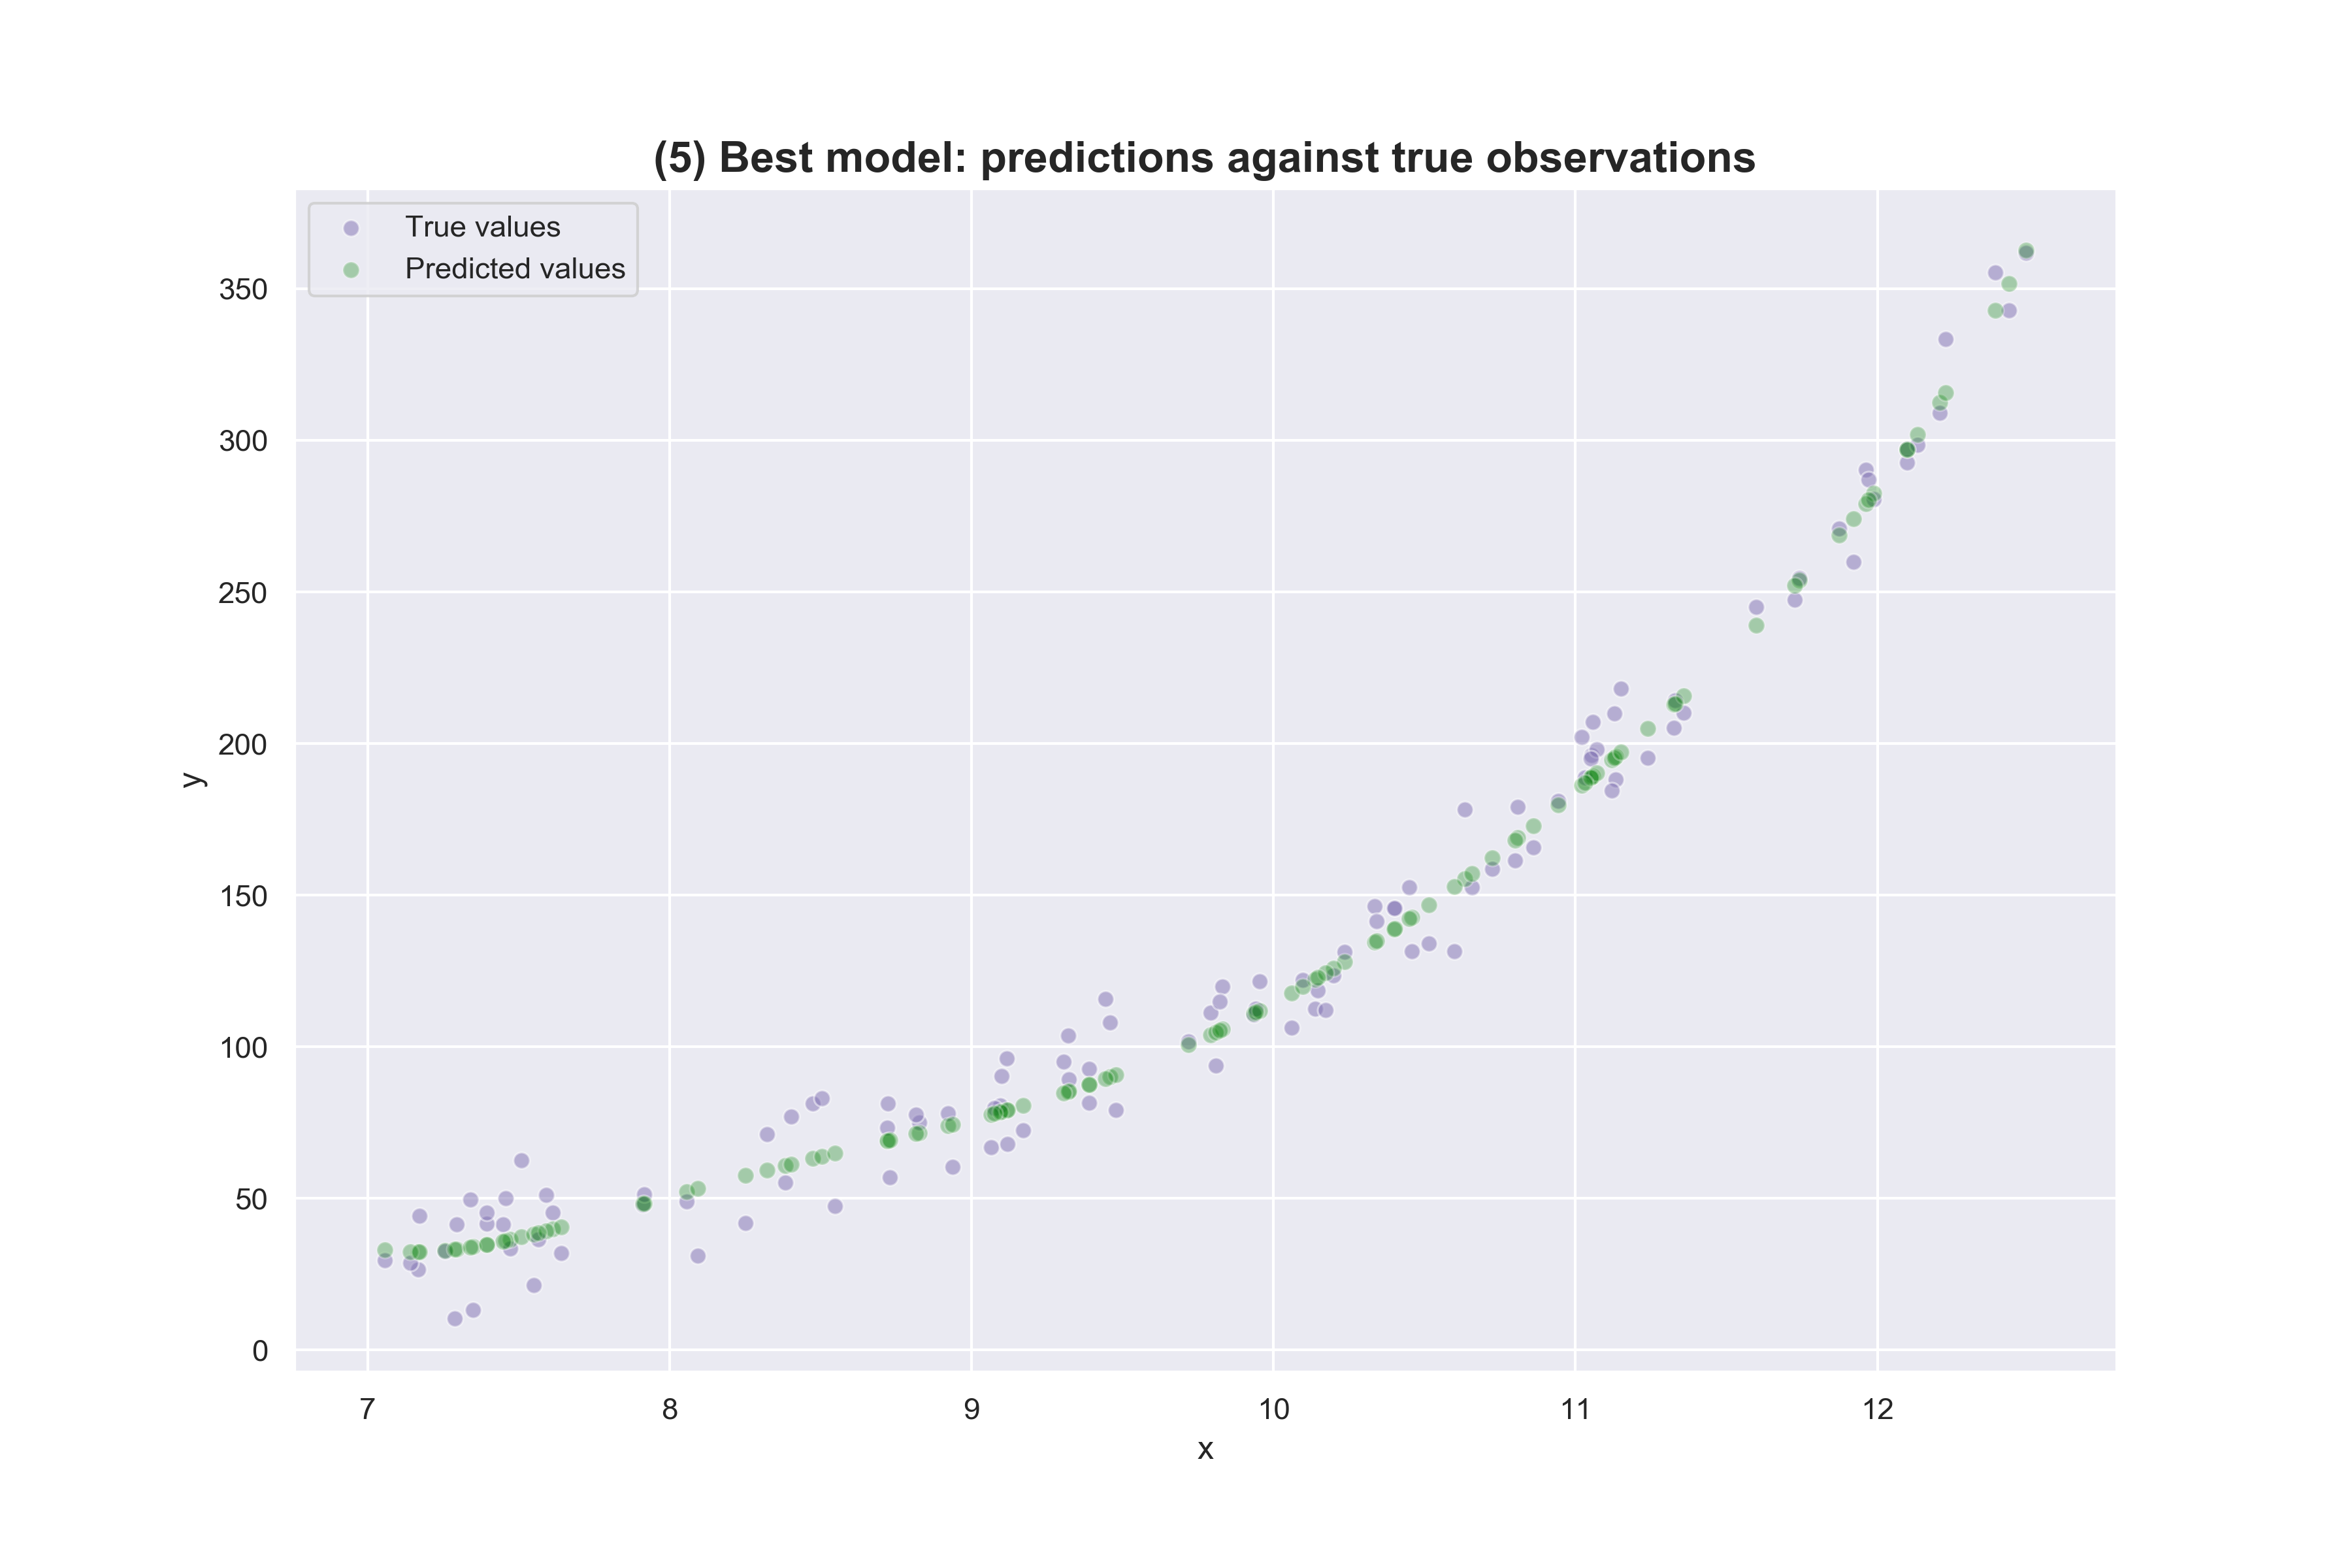 (5) Best model: predictions against true observations
True values
Predicted values
350
300
250
200
150
100
50
0
y
7 8 9 10 11 12
x